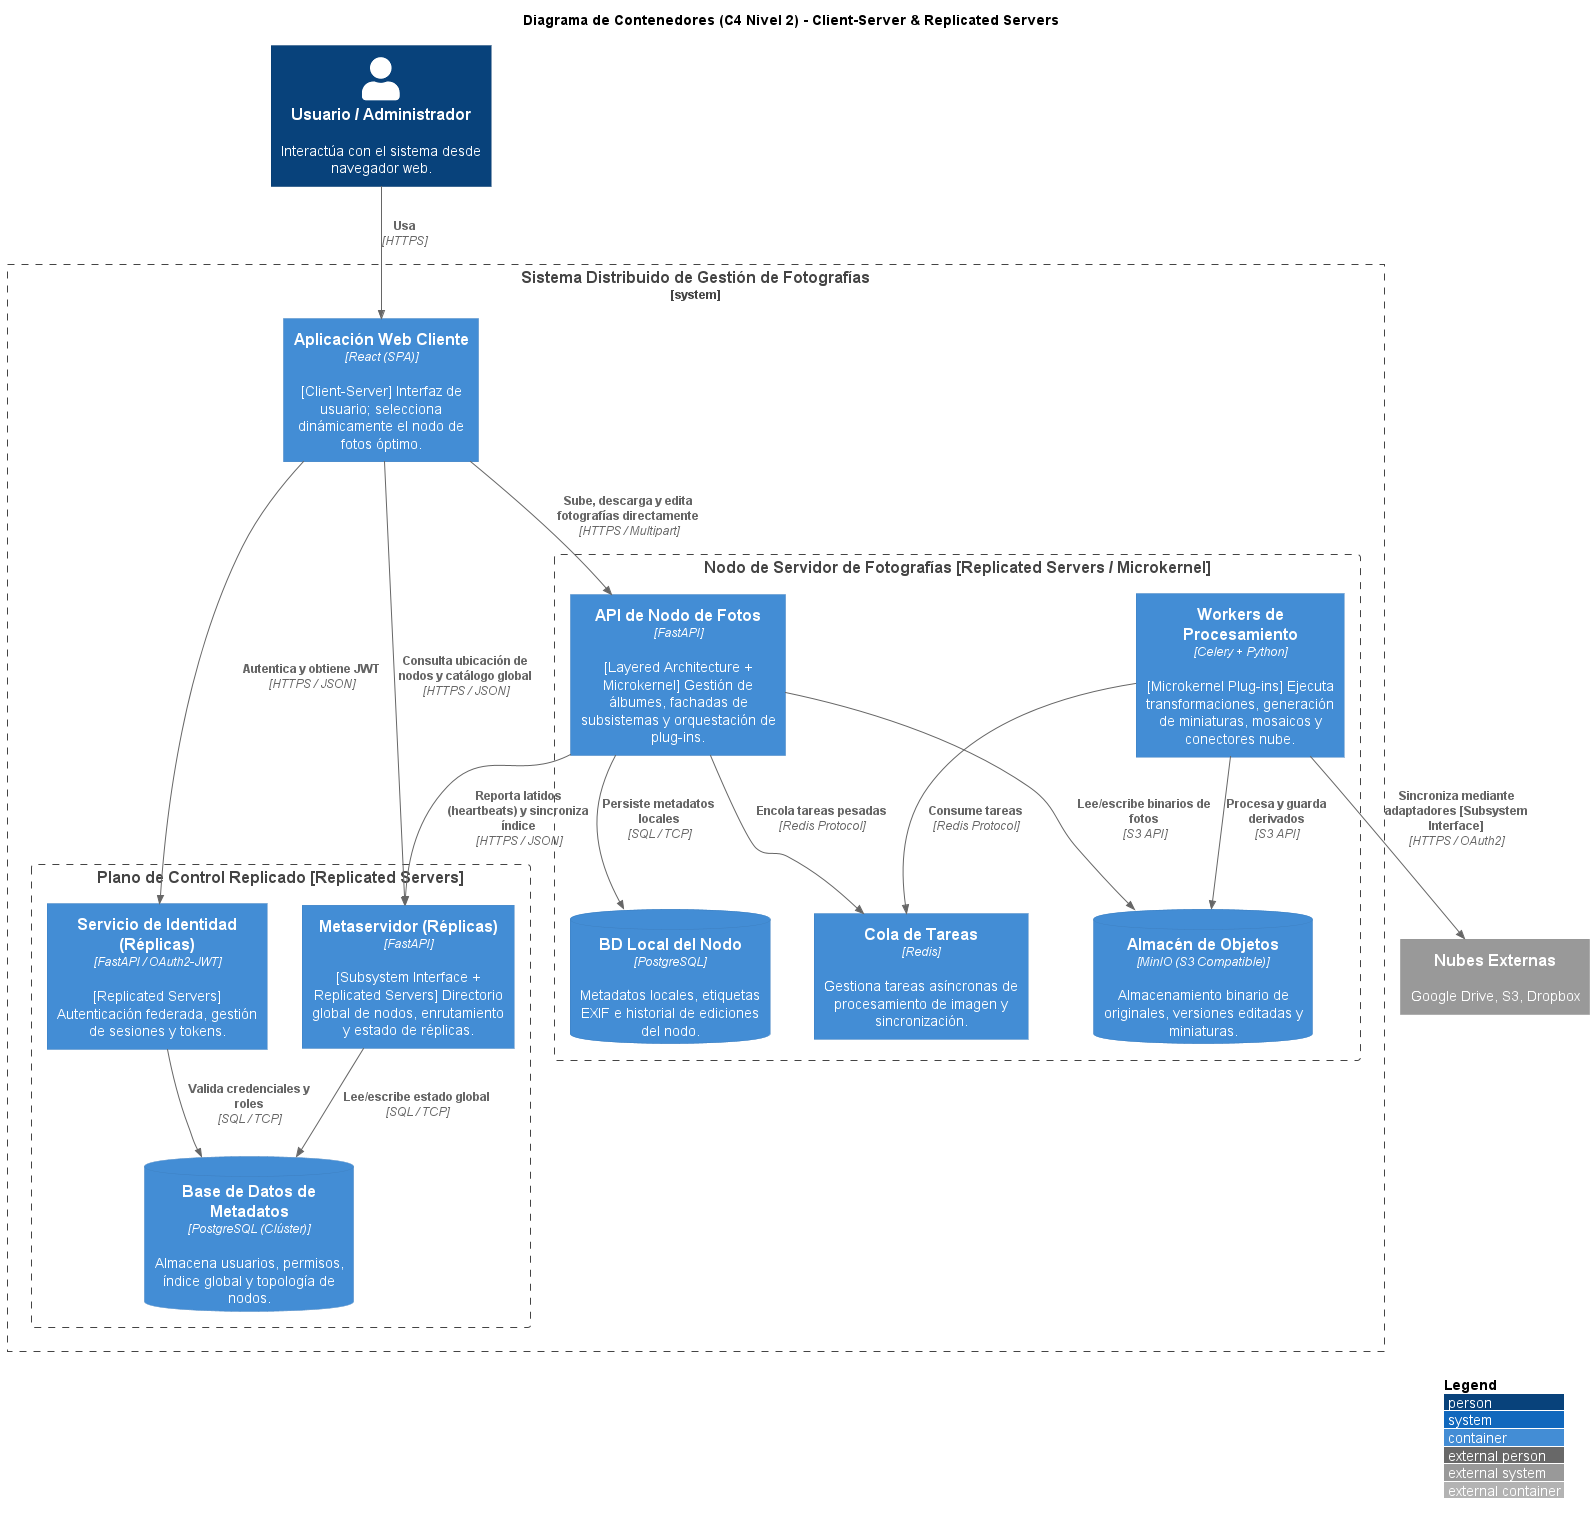 Diagrama de Contenedores (C4 Nivel 2) - Client-Server & Replicated Servers
Usuario / Administrador
Interactúa con el sistema desde
navegador web.
Usa
[HTTPS]
Sistema Distribuido de Gestión de Fotografías
[system]
Aplicación Web Cliente
[React (SPA)]
[Client-Server] Interfaz de
usuario; selecciona
dinámicamente el nodo de
fotos óptimo.
Sube, descarga y edita
fotografías directamente
[HTTPS / Multipart]
Autentica y obtiene JWT
[HTTPS / JSON]
Consulta ubicación de
nodos y catálogo global
[HTTPS / JSON]
Nodo de Servidor de Fotografías [Replicated Servers / Microkernel]
API de Nodo de Fotos
[FastAPI]
[Layered Architecture +
Microkernel] Gestión de
álbumes, fachadas de
subsistemas y orquestación de
plug-ins.
Workers de
Procesamiento
[Celery + Python]
[Microkernel Plug-ins] Ejecuta
transformaciones, generación
de miniaturas, mosaicos y
conectores nube.
Reporta latidos
(heartbeats) y sincroniza
índice
[HTTPS / JSON]
Persiste metadatos
locales
[SQL / TCP]
Encola tareas pesadas
[Redis Protocol]
Consume tareas
[Redis Protocol]
Lee/escribe binarios de
fotos
[S3 API]
Procesa y guarda
derivados
[S3 API]
Sincroniza mediante
adaptadores [Subsystem
Interface]
[HTTPS / OAuth2]
Plano de Control Replicado [Replicated Servers]
Servicio de Identidad
(Réplicas)
[FastAPI / OAuth2-JWT]
[Replicated Servers]
Autenticación federada, gestión
de sesiones y tokens.
Metaservidor (Réplicas)
[FastAPI]
[Subsystem Interface +
Replicated Servers] Directorio
global de nodos, enrutamiento
y estado de réplicas.
BD Local del Nodo
[PostgreSQL]
Metadatos locales, etiquetas
EXIF e historial de ediciones
del nodo.
Cola de Tareas
[Redis]
Gestiona tareas asíncronas de
procesamiento de imagen y
sincronización.
Almacén de Objetos
[MinIO (S3 Compatible)]
Almacenamiento binario de
originales, versiones editadas y
miniaturas.
Nubes Externas
Google Drive, S3, Dropbox
Valida credenciales y
roles
[SQL / TCP]
Lee/escribe estado global
[SQL / TCP]
Base de Datos de
Metadatos
[PostgreSQL (Clúster)]
Almacena usuarios, permisos,
índice global y topología de
nodos.
Legend
person
system
container
external person
external system
external container